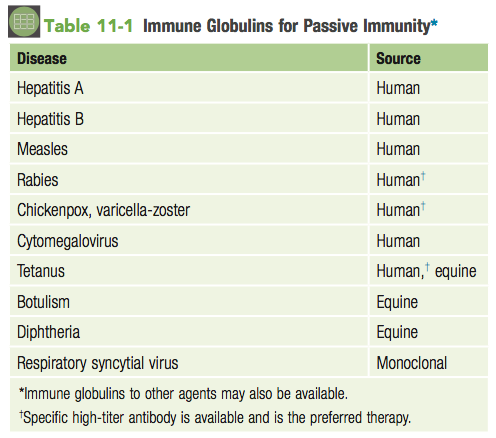 Table 11-1 Immune Globulins for Passive Immunity*
Disease Source
Hepatitis A Human
Hepatitis B Human
Measles Human
Rabies Human†
Chickenpox, varicella-zoster Human†
Cytomegalovirus Human
Tetanus Human,† equine
Botulism Equine
Diphtheria Equine
Respiratory syncytial virus Monoclonal
*Immune globulins to other agents may also be available.
†Specific high-titer antibody is available and is the preferred therapy.